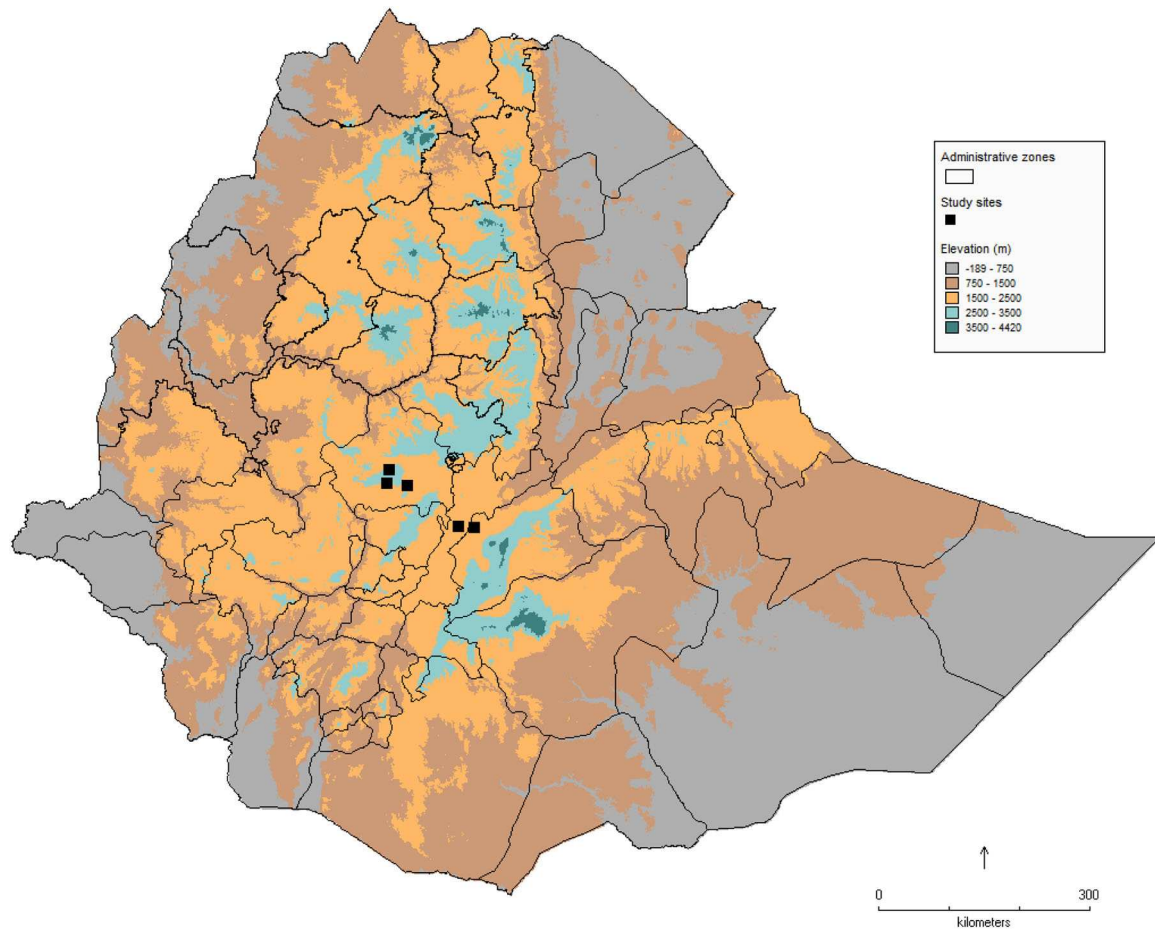 Administrative zones
Study sites
Elevation (m)
-189 - 750
750 - 1500
1500 - 2500
2500 - 3500
3500 - 4420
0 300
kilometers